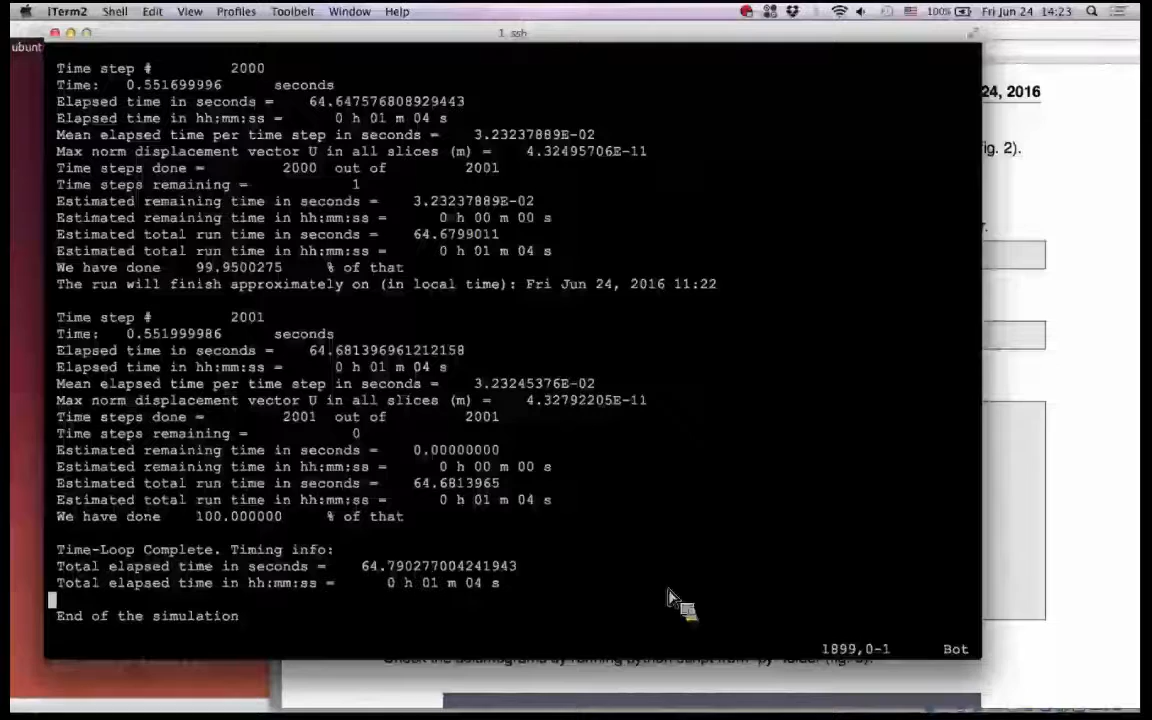 iTerm2 Shell Edit View Profiles Toolbelt Window Help 100% Fri Jun 24 14:23
1 ssh
ubunt
Time step # 2000
Time: 0.551699996 seconds
Elapsed time in seconds = 64.647576808929443
Elapsed time in hh:mm:ss = 0 h 01 m 04 s
Mean elapsed time per time step in seconds = 3.23237889E-02
Max norm displacement vector U in all slices (m) = 4.32495706E-11
Time steps done = 2000 out of 2001
Time steps remaining = 1
Estimated remaining time in seconds = 3.23237889E-02
Estimated remaining time in hh:mm:ss = 0 h 00 m 00 s
Estimated total run time in seconds = 64.6799011
Estimated total run time in hh:mm:ss = 0 h 01 m 04 s
We have done 99.9500275 % of that
The run will finish approximately on (in local time): Fri Jun 24, 2016 11:22
Time step # 2001
Time: 0.551999986 seconds
Elapsed time in seconds = 64.681396961212158
Elapsed time in hh:mm:ss = 0 h 01 m 04 s
Mean elapsed time per time step in seconds = 3.23245376E-02
Max norm displacement vector U in all slices (m) = 4.32792205E-11
Time steps done = 2001 out of 2001
Time steps remaining = 0
Estimated remaining time in seconds = 0.00000000
Estimated remaining time in hh:mm:ss = 0 h 00 m 00 s
Estimated total run time in seconds = 64.6813965
Estimated total run time in hh:mm:ss = 0 h 01 m 04 s
We have done 100.000000 % of that
Time-Loop Complete. Timing info:
Total elapsed time in seconds = 64.790277004241943
Total elapsed time in hh:mm:ss = 0 h 01 m 04 s
End of the simulation
1899,0-1 Bot
24, 2016
ig. 2).
r.